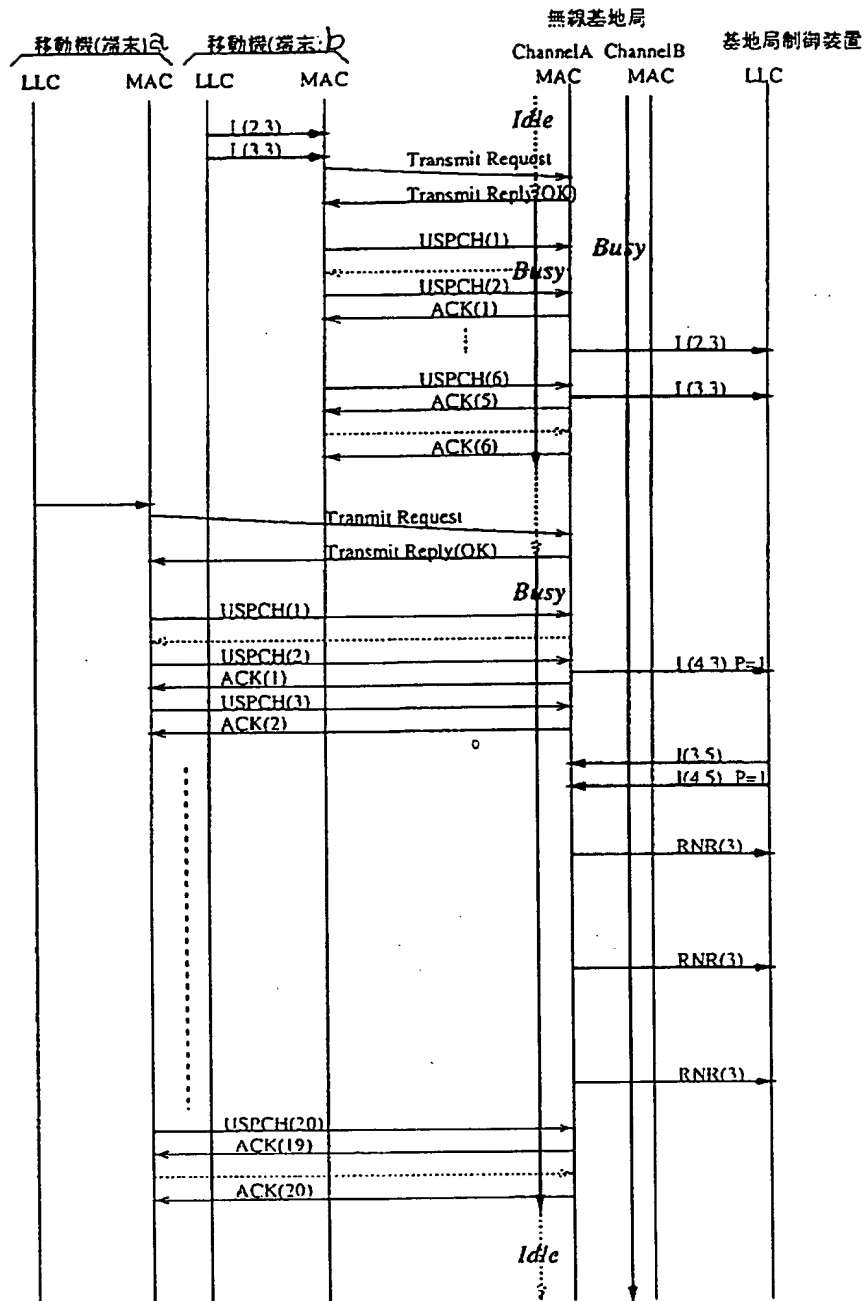 無線基地局
移動機(端末)a 移動機(端末)b ChannelA ChannelB 基地局制御装置
LLC MAC LLC MAC MAC MAC LLC
Idle
I(2,3)
I(3,3)
Transmit Request
Transmit Reply(OK)
USPCH(1)
Busy
Busy
USPCH(2)
ACK(1)
I(2,3)
USPCH(6)
I(3,3)
ACK(5)
ACK(6)
Tranmit Request
Transmit Reply(OK)
Busy
USPCH(1)
USPCH(2)
I(4,3) P=1
ACK(1)
USPCH(3)
ACK(2)
I(3,5)
I(4,5) P=1
RNR(3)
RNR(3)
RNR(3)
USPCH(20)
ACK(19)
ACK(20)
Idle